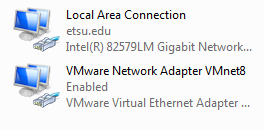 Local Area Connection
etsu.edu
Intel(R) 82579LM Gigabit Network...
VMware Network Adapter VMnet8
Enabled
VMware Virtual Ethernet Adapter ...